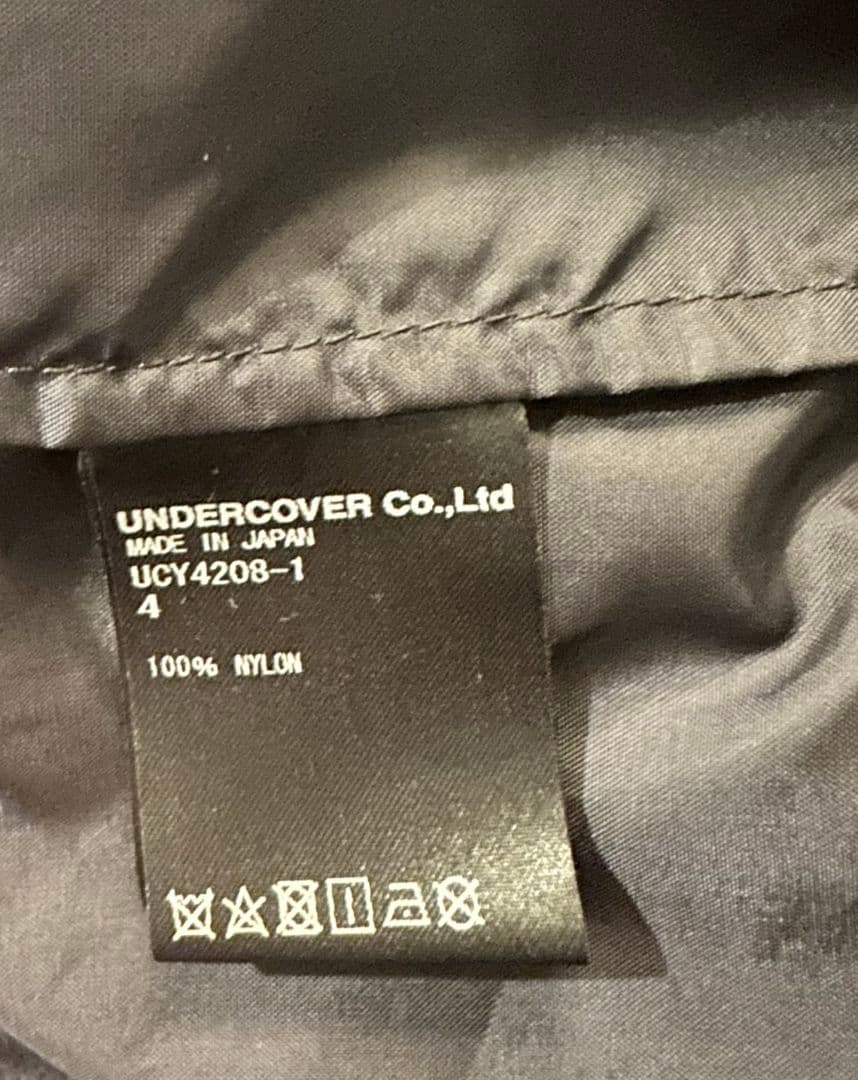 UNDERCOVER Co.,Ltd
MADE IN JAPAN
UCY4208-1
4
100% NYLON